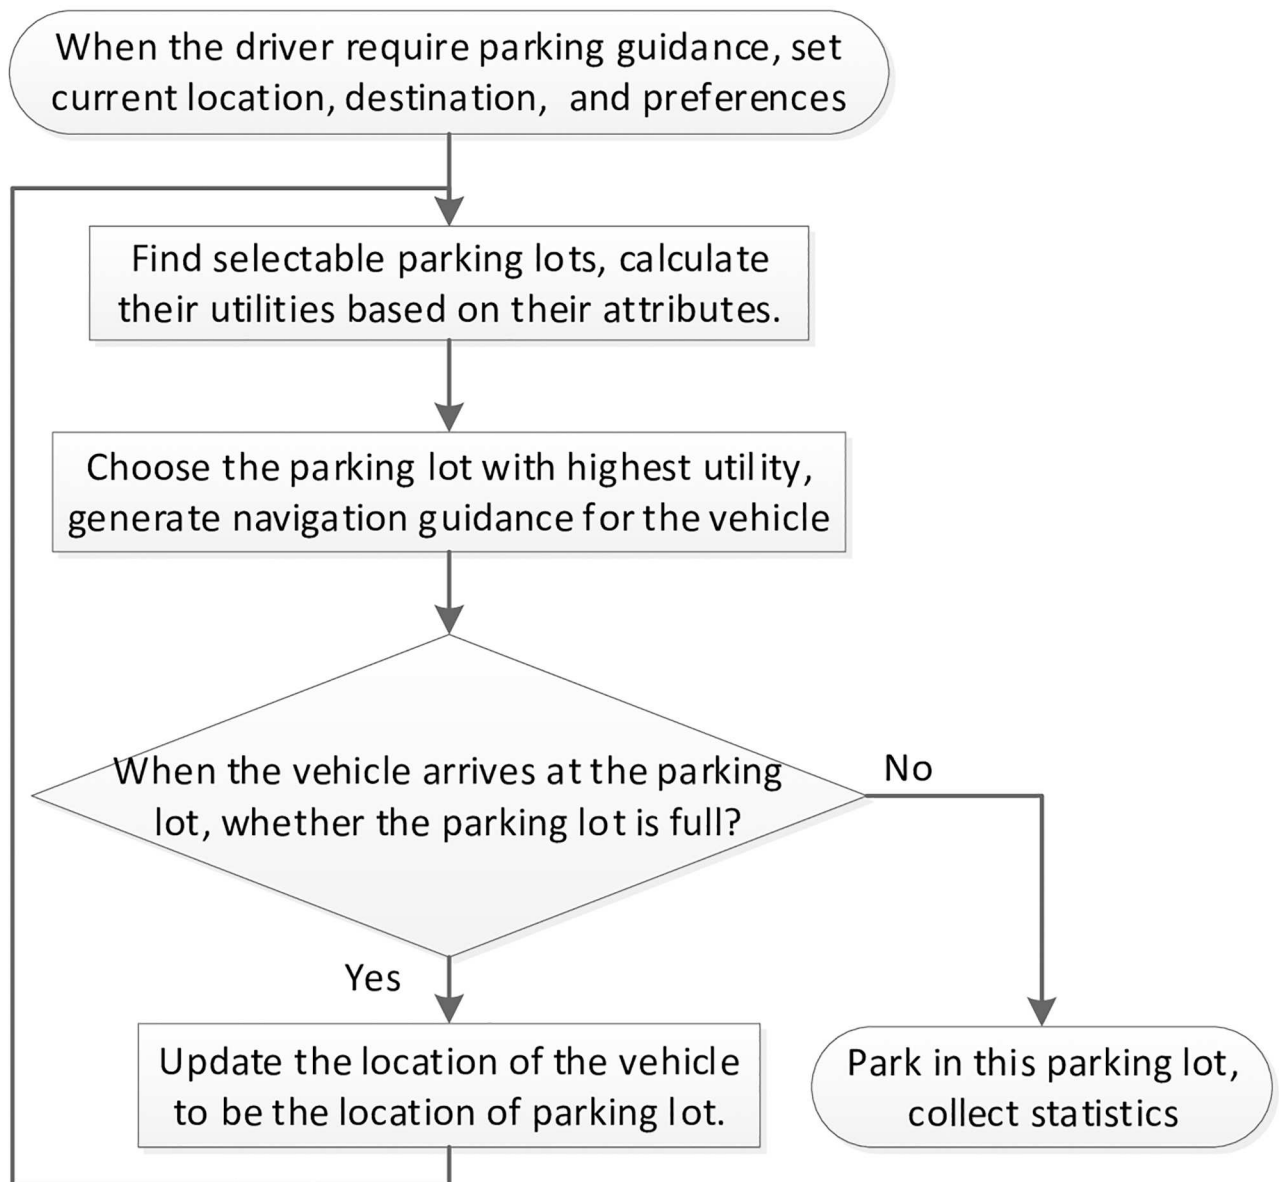 When the driver require parking guidance, set
current location, destination, and preferences
Find selectable parking lots, calculate
their utilities based on their attributes.
Choose the parking lot with highest utility,
generate navigation guidance for the vehicle
When the vehicle arrives at the parking
lot, whether the parking lot is full?
No
Yes
Update the location of the vehicle
to be the location of parking lot.
Park in this parking lot,
collect statistics